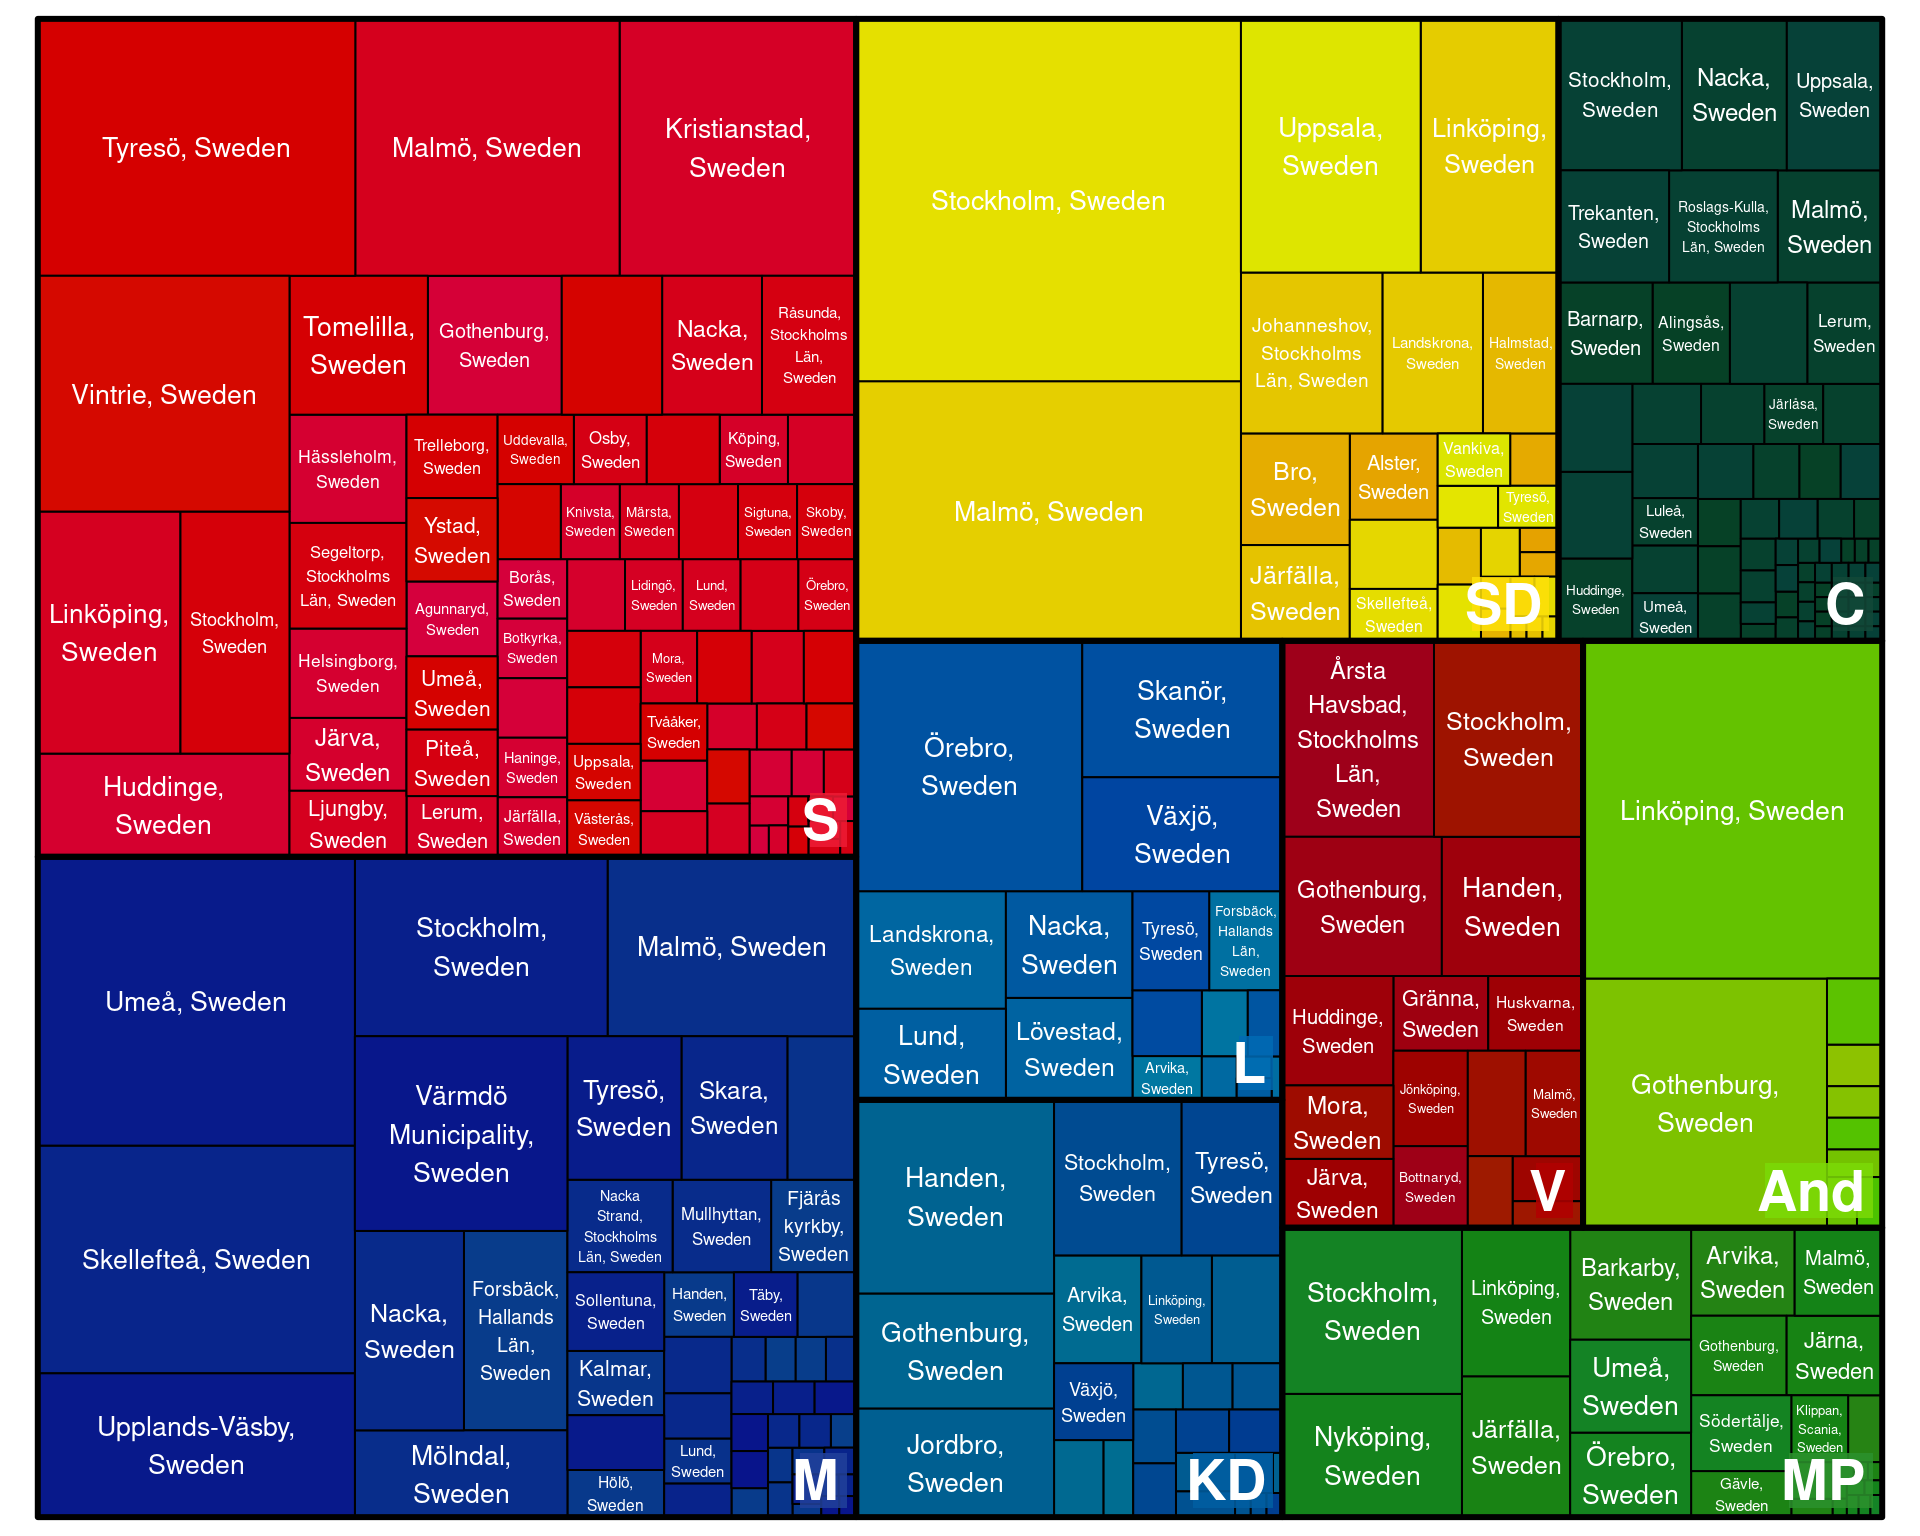 Tyresö, Sweden
Malmö, Sweden
Kristianstad,
Sweden
Vintrie, Sweden
Tomelilla,
Sweden
Gothenburg,
Sweden
Nacka,
Sweden
Råsunda,
Stockholms
Län,
Sweden
Linköping,
Sweden
Stockholm,
Sweden
Huddinge,
Sweden
Hässleholm,
Sweden
Segeltorp,
Stockholms
Län, Sweden
Helsingborg,
Sweden
Järva,
Sweden
Ljungby,
Sweden
Trelleborg,
Sweden
Ystad,
Sweden
Agunnaryd,
Sweden
Umeå,
Sweden
Piteå,
Sweden
Lerum,
Sweden
Uddevalla,
Sweden
Osby,
Sweden
Köping,
Sweden
Knivsta,
Sweden
Märsta,
Sweden
Sigtuna,
Sweden
Skoby,
Sweden
Borås,
Sweden
Botkyrka,
Sweden
Haninge,
Sweden
Järfälla,
Sweden
Lidingö,
Sweden
Lund,
Sweden
Örebro,
Sweden
Uppsala,
Sweden
Västerås,
Sweden
Mora,
Sweden
Tvååker,
Sweden
S
Stockholm, Sweden
Malmö, Sweden
Uppsala,
Sweden
Linköping,
Sweden
Johanneshov,
Stockholms
Län, Sweden
Landskrona,
Sweden
Halmstad,
Sweden
Bro,
Sweden
Järfälla,
Sweden
Alster,
Sweden
Skellefteå,
Sweden
Vankiva,
Sweden
Tyresö,
Sweden
SD
Stockholm,
Sweden
Nacka,
Sweden
Uppsala,
Sweden
Trekanten,
Sweden
Roslags-Kulla,
Stockholms
Län, Sweden
Malmö,
Sweden
Barnarp,
Sweden
Alingsås,
Sweden
Lerum,
Sweden
Järlåsa,
Sweden
Luleå,
Sweden
Huddinge,
Sweden
Umeå,
Sweden
C
Umeå, Sweden
Skellefteå, Sweden
Upplands-Väsby,
Sweden
Stockholm,
Sweden
Malmö, Sweden
Värmdö
Municipality,
Sweden
Tyresö,
Sweden
Skara,
Sweden
Nacka,
Sweden
Forsbäck,
Hallands
Län,
Sweden
Mölndal,
Sweden
Nacka
Strand,
Stockholms
Län, Sweden
Mullhyttan,
Sweden
Fjärås
kyrkby,
Sweden
Sollentuna,
Sweden
Kalmar,
Sweden
Hölö,
Sweden
Handen,
Sweden
Täby,
Sweden
Lund,
Sweden
M
Örebro,
Sweden
Skanör,
Sweden
Växjö,
Sweden
Landskrona,
Sweden
Lund,
Sweden
Nacka,
Sweden
Lövestad,
Sweden
Tyresö,
Sweden
Forsbäck,
Hallands
Län,
Sweden
Arvika,
Sweden
L
Handen,
Sweden
Gothenburg,
Sweden
Jordbro,
Sweden
Stockholm,
Sweden
Tyresö,
Sweden
Arvika,
Sweden
Linköping,
Sweden
Växjö,
Sweden
KD
Årsta
Havsbad,
Stockholms
Län,
Sweden
Stockholm,
Sweden
Gothenburg,
Sweden
Handen,
Sweden
Huddinge,
Sweden
Mora,
Sweden
Järva,
Sweden
Gränna,
Sweden
Huskvarna,
Sweden
Jönköping,
Sweden
Bottnaryd,
Sweden
Malmö,
Sweden
V
Linköping, Sweden
Gothenburg,
Sweden
And
Stockholm,
Sweden
Nyköping,
Sweden
Linköping,
Sweden
Järfälla,
Sweden
Barkarby,
Sweden
Umeå,
Sweden
Örebro,
Sweden
Arvika,
Sweden
Malmö,
Sweden
Gothenburg,
Sweden
Järna,
Sweden
Södertälje,
Sweden
Klippan,
Scania,
Sweden
Gävle,
Sweden
MP